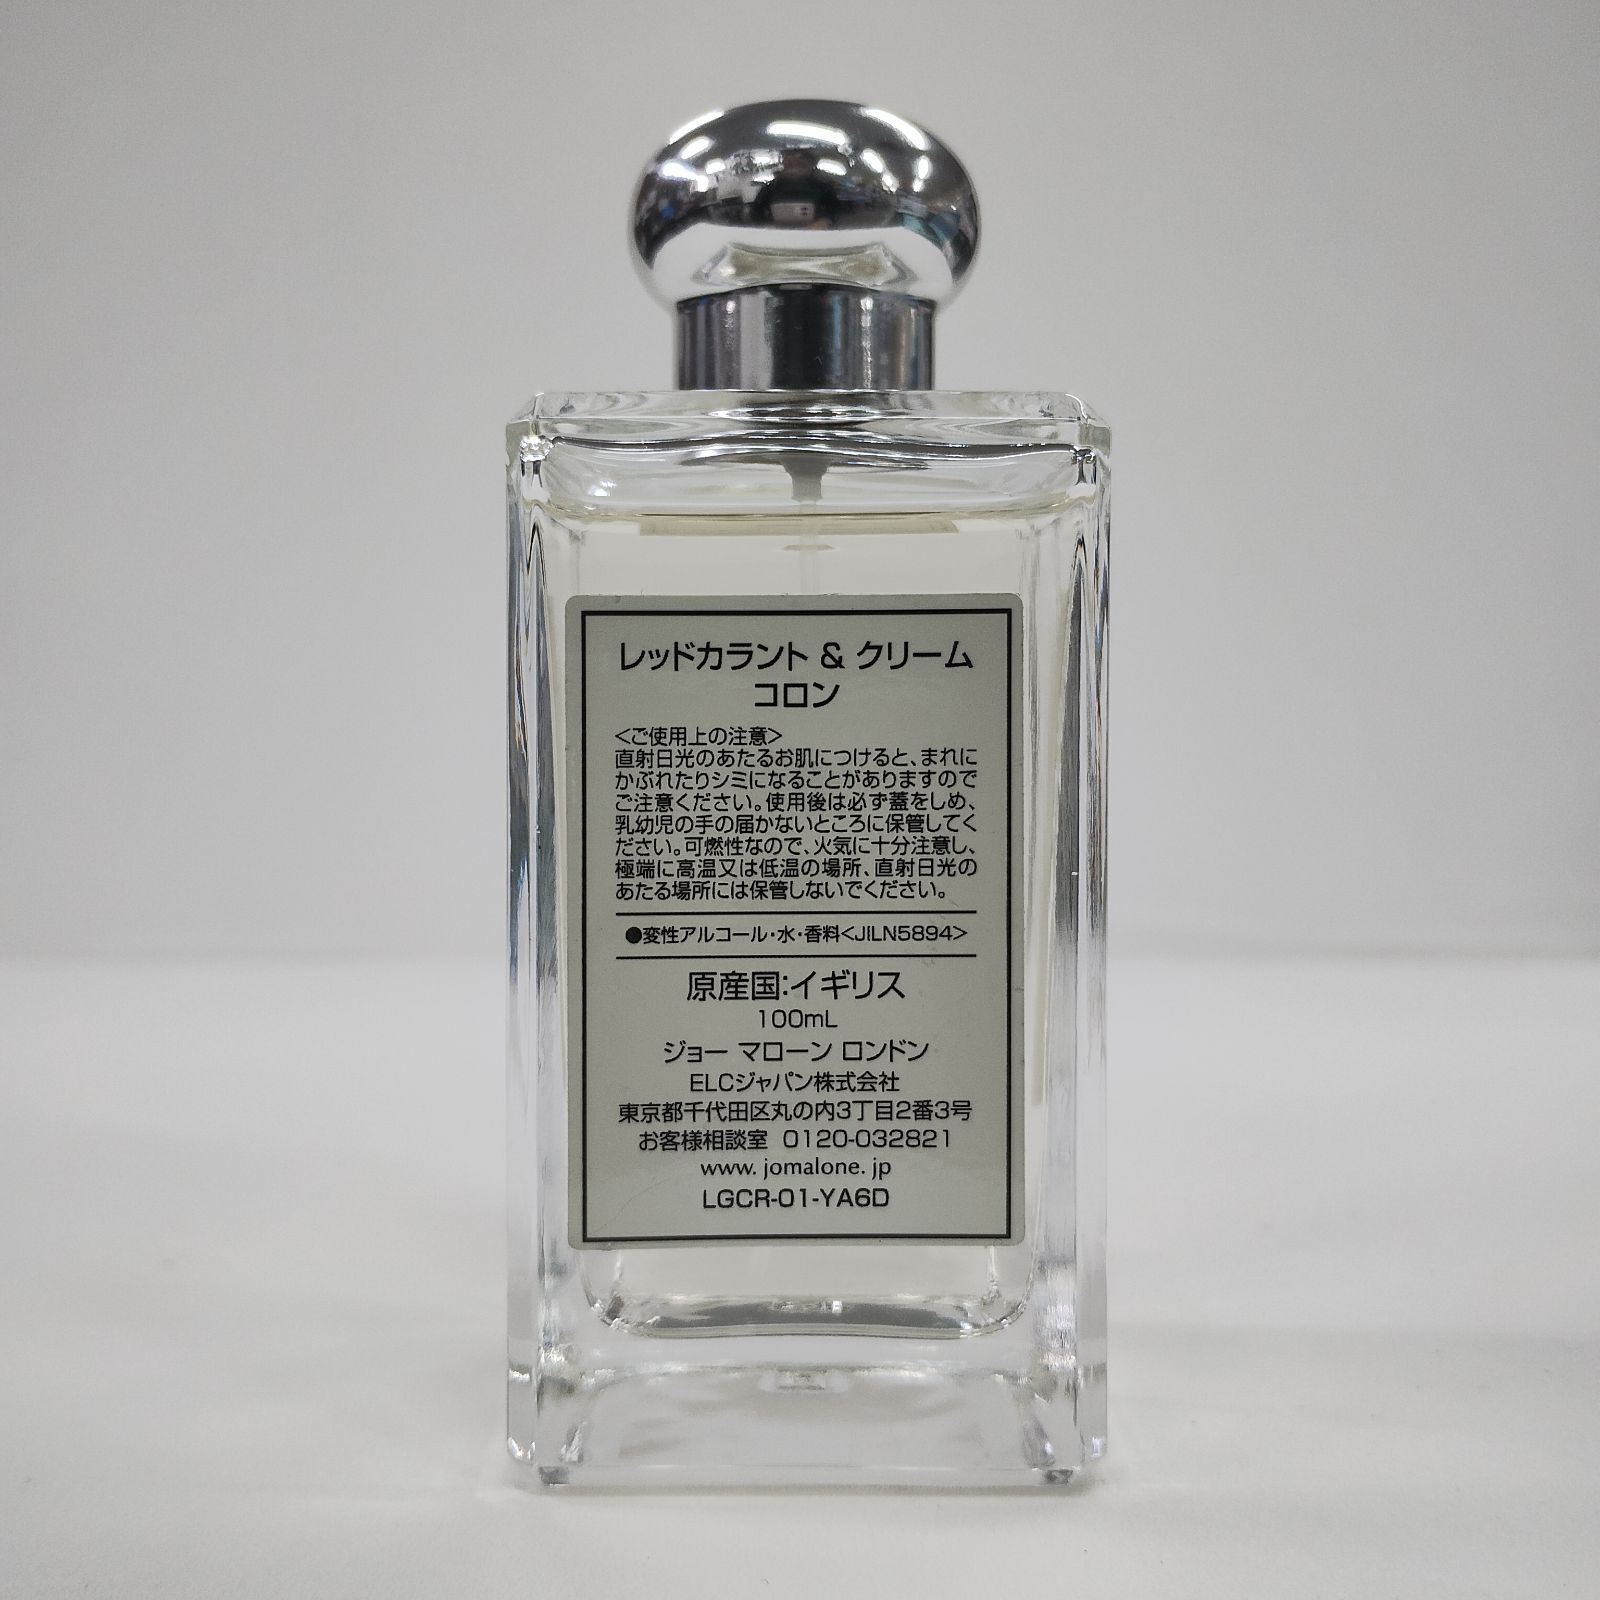 レッドカラント & クリーム
コロン
<ご使用上の注意>
直射日光のあたるお肌につけると、まれに
かぶれたりシミになることがありますので
ご注意ください。使用後は必ず蓋をしめ、
乳幼児の手の届かないところに保管してく
ださい。可燃性なので、火気に十分注意し、
極端に高温又は低温の場所、直射日光の
あたる場所には保管しないでください。
●変性アルコール・水・香料<JILN5894>
原産国:イギリス
100mL
ジョー マローン ロンドン
ELCジャパン株式会社
東京都千代田区丸の内3丁目2番3号
お客様相談室 0120-032821
www. jomalone. jp
LGCR-01-YA6D